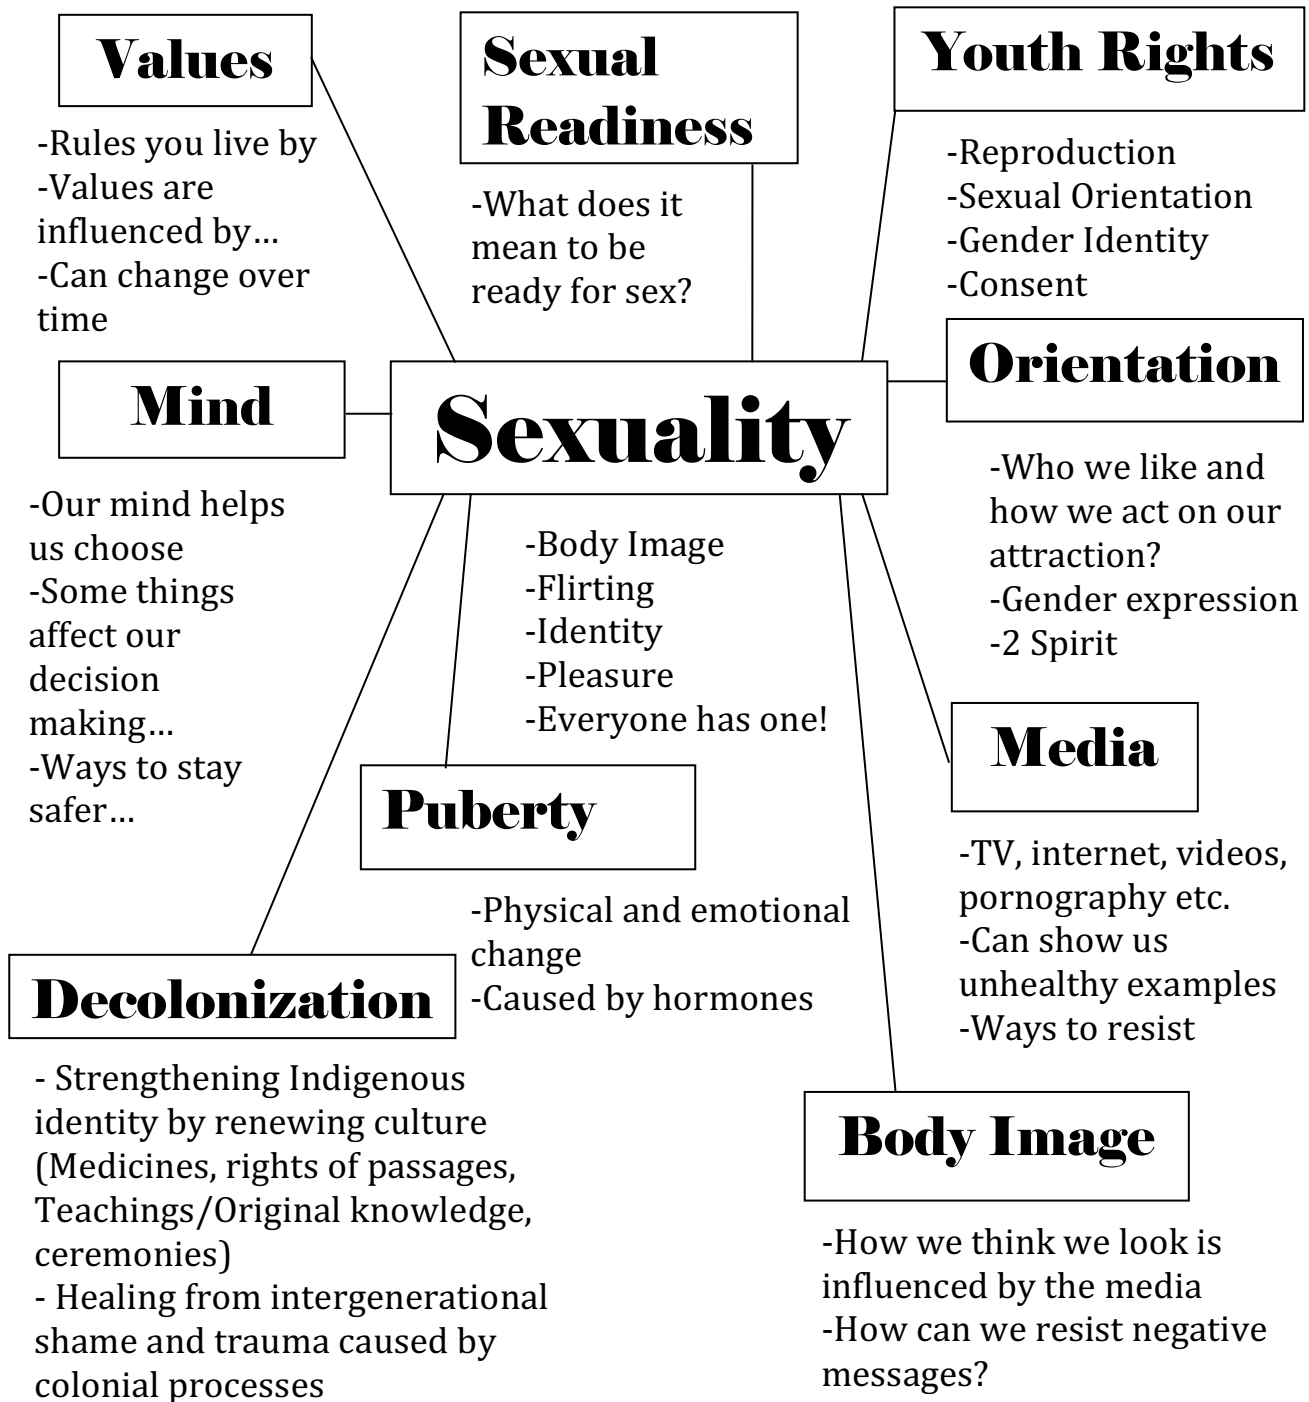 Values
-Rules you live by
-Values are
influenced by…
-Can change over
time
Sexual
Readiness
-What does it
mean to be
ready for sex?
Youth Rights
-Reproduction
-Sexual Orientation
-Gender Identity
-Consent
Mind
-Our mind helps
us choose
-Some things
affect our
decision
making…
-Ways to stay
safer…
Sexuality
-Body Image
-Flirting
-Identity
-Pleasure
-Everyone has one!
Orientation
-Who we like and
how we act on our
attraction?
-Gender expression
-2 Spirit
Media
-TV, internet, videos,
pornography etc.
-Can show us
unhealthy examples
-Ways to resist
Puberty
-Physical and emotional
change
-Caused by hormones
Decolonization
- Strengthening Indigenous
identity by renewing culture
(Medicines, rights of passages,
Teachings/Original knowledge,
ceremonies)
- Healing from intergenerational
shame and trauma caused by
colonial processes
Body Image
-How we think we look is
influenced by the media
-How can we resist negative
messages?